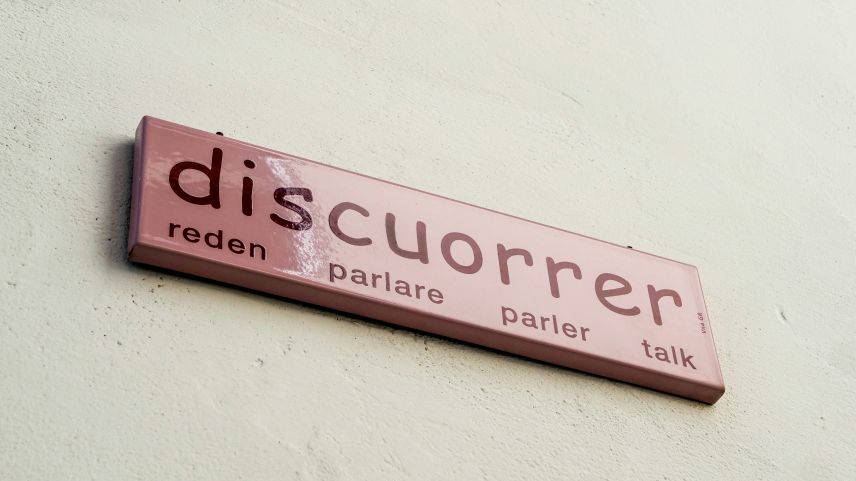 discuorrer
reden parlare parler talk